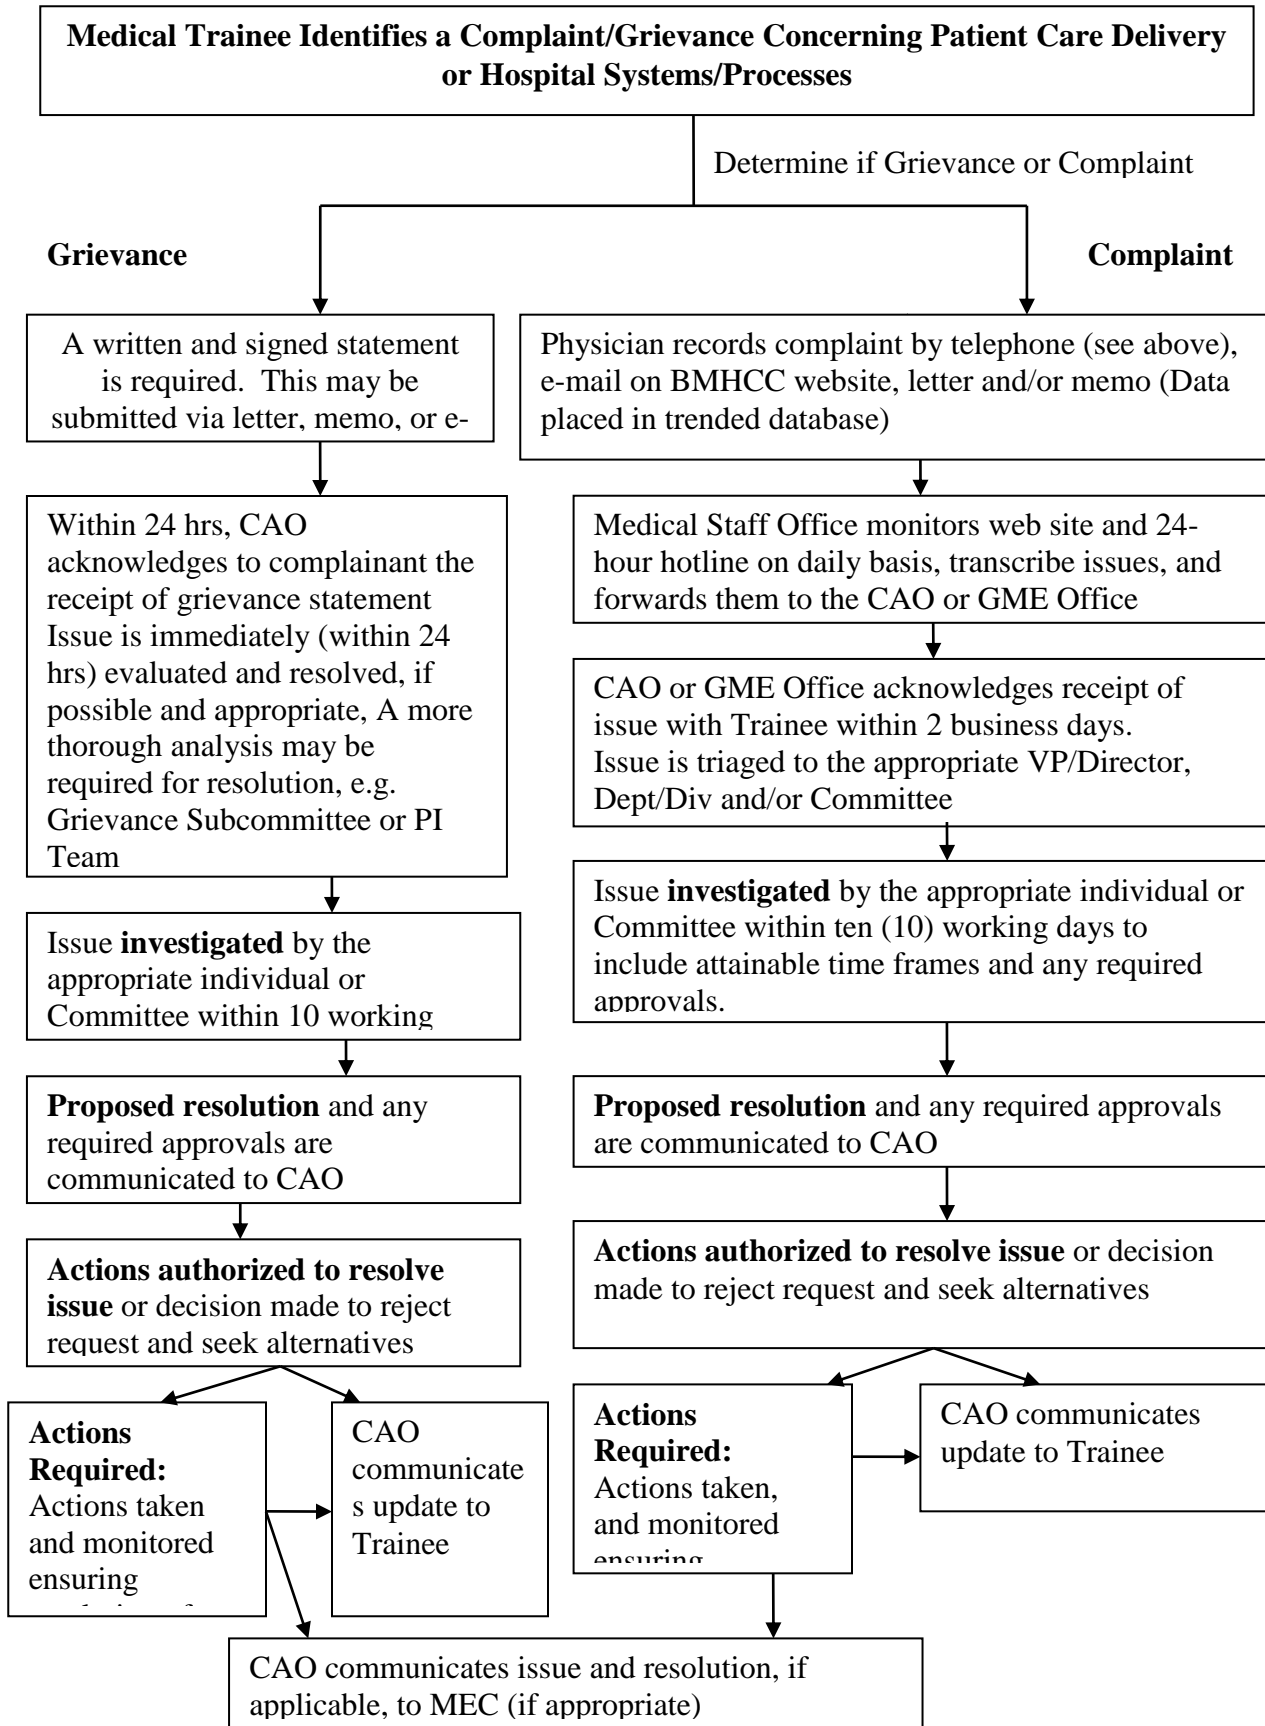 Medical Trainee Identifies a Complaint/Grievance Concerning Patient Care Delivery
or Hospital Systems/Processes
Determine if Grievance or Complaint
Grievance
Complaint
A written and signed statement
is required. This may be
submitted via letter, memo, or e-
Physician records complaint by telephone (see above),
e-mail on BMHCC website, letter and/or memo (Data
placed in trended database)
Within 24 hrs, CAO
acknowledges to complainant the
receipt of grievance statement
Issue is immediately (within 24
hrs) evaluated and resolved, if
possible and appropriate, A more
thorough analysis may be
required for resolution, e.g.
Grievance Subcommittee or PI
Team
Medical Staff Office monitors web site and 24-
hour hotline on daily basis, transcribe issues, and
forwards them to the CAO or GME Office
CAO or GME Office acknowledges receipt of
issue with Trainee within 2 business days.
Issue is triaged to the appropriate VP/Director,
Dept/Div and/or Committee
Issue investigated by the
appropriate individual or
Committee within 10 working
Issue investigated by the appropriate individual or
Committee within ten (10) working days to
include attainable time frames and any required
approvals.
Proposed resolution and any
required approvals are
communicated to CAO
Proposed resolution and any required approvals
are communicated to CAO
Actions authorized to resolve
issue or decision made to reject
request and seek alternatives
Actions authorized to resolve issue or decision
made to reject request and seek alternatives
Actions
Required:
Actions taken
and monitored
ensuring
CAO
communicate
s update to
Trainee
Actions
Required:
Actions taken,
and monitored
ensuring
CAO communicates
update to Trainee
CAO communicates issue and resolution, if
applicable, to MEC (if appropriate)